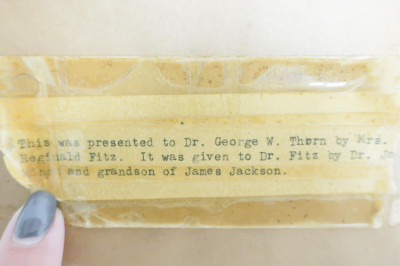 This was presented to Dr. George W. Thorn by Mrs.
Reginald Fitz. It was given to Dr. Fitz by Dr.
and grandson of James Jackson.